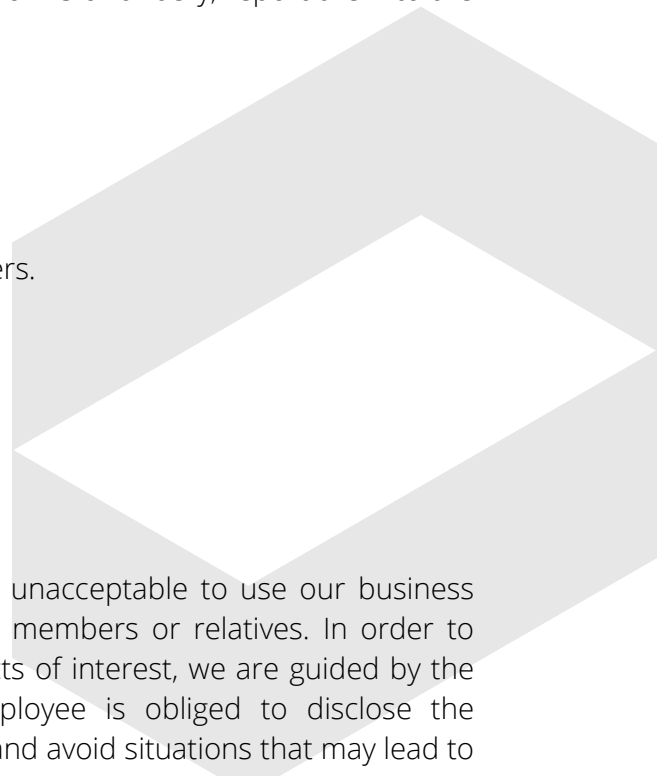 ers.
unacceptable to use our business
members or relatives. In order to
ts of interest, we are guided by the
ployee is obliged to disclose the
and avoid situations that may lead to